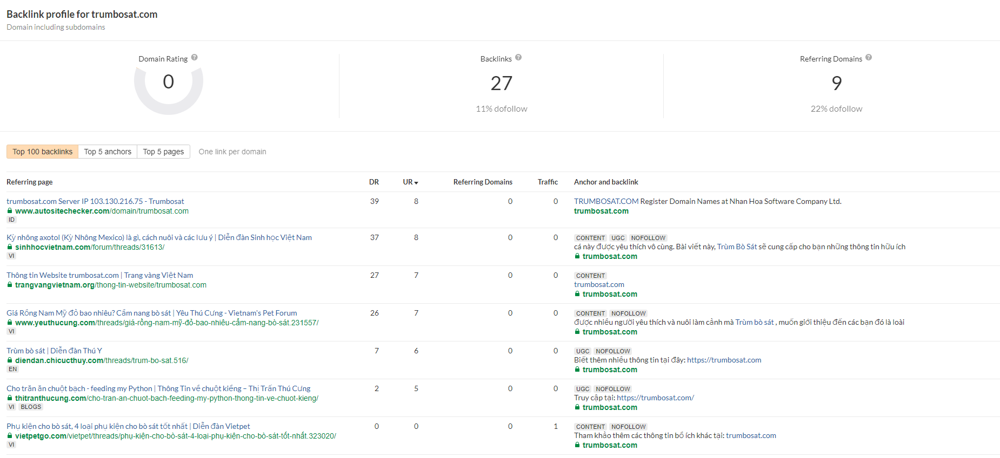 Backlink profile for trumbosat.com
Domain including subdomains
Domain Rating ?
0
Backlinks ?
27
11% dofollow
Referring Domains ?
9
22% dofollow
Top 100 backlinks Top 5 anchors Top 5 pages One link per domain
Referring page DR UR Referring Domains Traffic Anchor and backlink
trumbosat.com Server IP 103.130.216.75 - Trumbosat 39 8 0 0 TRUMBOSAT.COM Register Domain Names at Nhan Hoa Software Company Ltd.
www.autositechecker.com/domain/trumbosat.com trumbosat.com
ID
Kỳ nhông axotol (Kỳ Nhông Mexico) là gì, cách nuôi và các lưu ý | Diễn đàn Sinh học Việt Nam 37 8 0 0 CONTENT UGC NOFOLLOW
sinhhocvietnam.com/forum/threads/31613/ cá này được yêu thích vô cùng. Bài viết này, Trùm Bò Sát sẽ cung cấp cho bạn những thông tin hữu ích
VI trumbosat.com
Thông tin Website trumbosat.com | Trang vàng Việt Nam 27 7 0 0 CONTENT
trangvangvietnam.org/thong-tin-website/trumbosat.com trumbosat.com
trumbosat.com
Giá Rồng Nam Mỹ đỏ bao nhiêu? Cẩm nang bò sát | Yêu Thú Cưng - Vietnam's Pet Forum 26 7 0 0 CONTENT NOFOLLOW
www.yeuthucung.com/threads/giá-rồng-nam-mỹ-đỏ-bao-nhiêu-cẩm-nang-bò-sát.231557/ được nhiều người yêu thích và nuôi làm cảnh mà Trùm bò sát , muốn giới thiệu đến các bạn đó là loài
VI trumbosat.com
Trùm bò sát | Diễn đàn Thú Y 7 6 0 0 UGC NOFOLLOW
diendan.chicucthuy.com/threads/trum-bo-sat.516/ Biết thêm nhiều thông tin tại đây: https://trumbosat.com
EN trumbosat.com
Cho trăn ăn chuột bạch - feeding my Python | Thông Tin về chuột kiểng – Thị Trấn Thú Cưng 2 5 0 0 UGC NOFOLLOW
thitranthucung.com/cho-tran-an-chuot-bach-feeding-my-python-thong-tin-ve-chuot-kieng/ Truy cập tại: https://trumbosat.com/
VI BLOGS trumbosat.com
Phụ kiện cho bò sát, 4 loại phụ kiện cho bò sát tốt nhất | Diễn đàn Vietpet 0 0 0 1 CONTENT NOFOLLOW
vietpetgo.com/vietpet/threads/phụ-kiện-cho-bò-sát-4-loại-phụ-kiện-cho-bò-sát-tốt-nhất.323020/ Tham khảo thêm các thông tin bổ ích khác tại: trumbosat.com
VI trumbosat.com